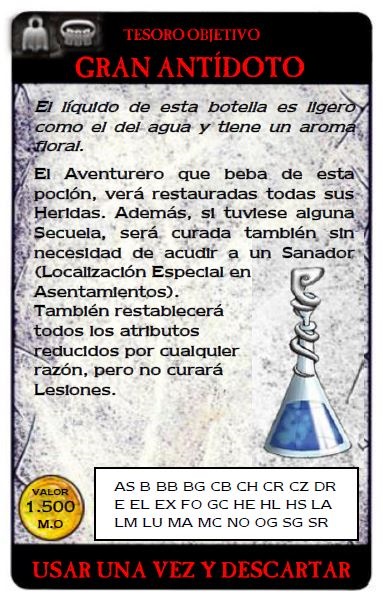 TESORO OBJETIVO
GRAN ANTÍDOTO
El líquido de esta botella es ligero
como el del agua y tiene un aroma
floral.
El Aventurero que beba de esta
poción, verá restauradas todas sus
Heridas. Además, si tuviese alguna
Secuela, será curada también sin
necesidad de acudir a un Sanador
(Localización Especial en
Asentamientos).
También restablecerá
todos los atributos
reducidos por cualquier
razón, pero no curará
Lesiones.
VALOR
1.500
M.O
AS B BB BG CB CH CR CZ DR
E EL EX FO GC HE HL HS LA
LM LU MA MC NO OG SG SR
USAR UNA VEZ Y DESCARTAR